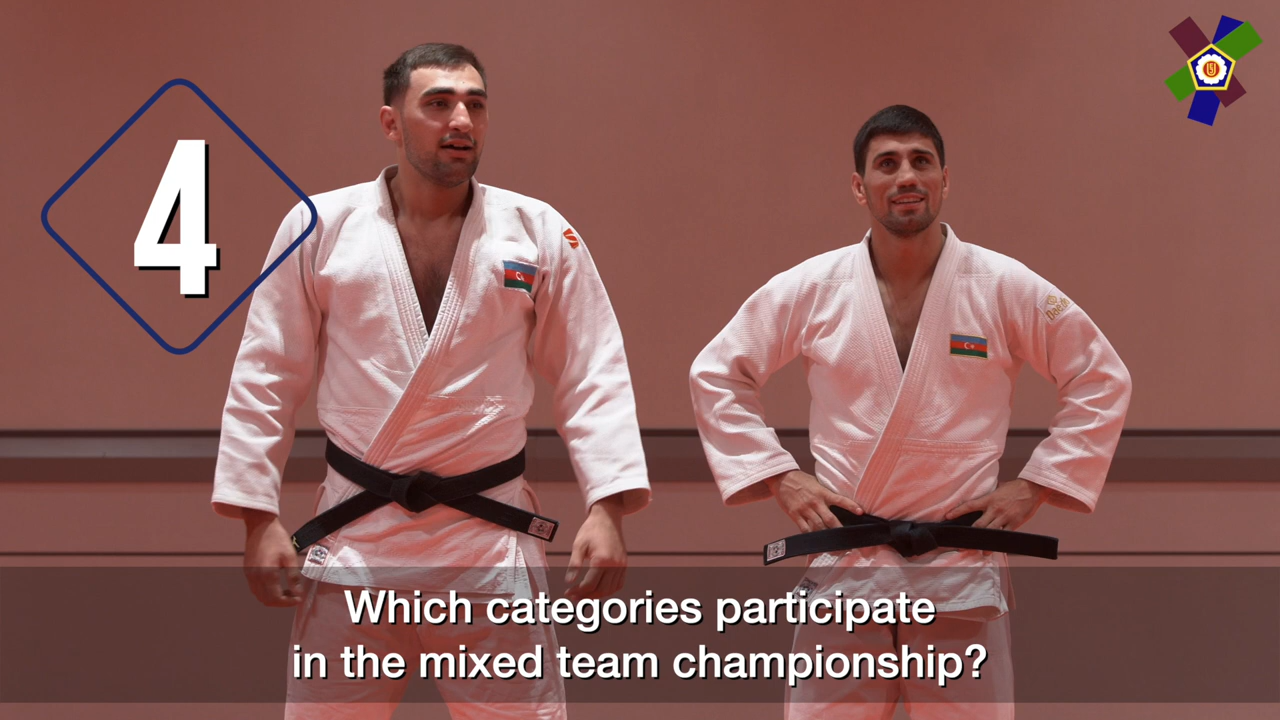 4
Which categories participate
in the mixed team championship?